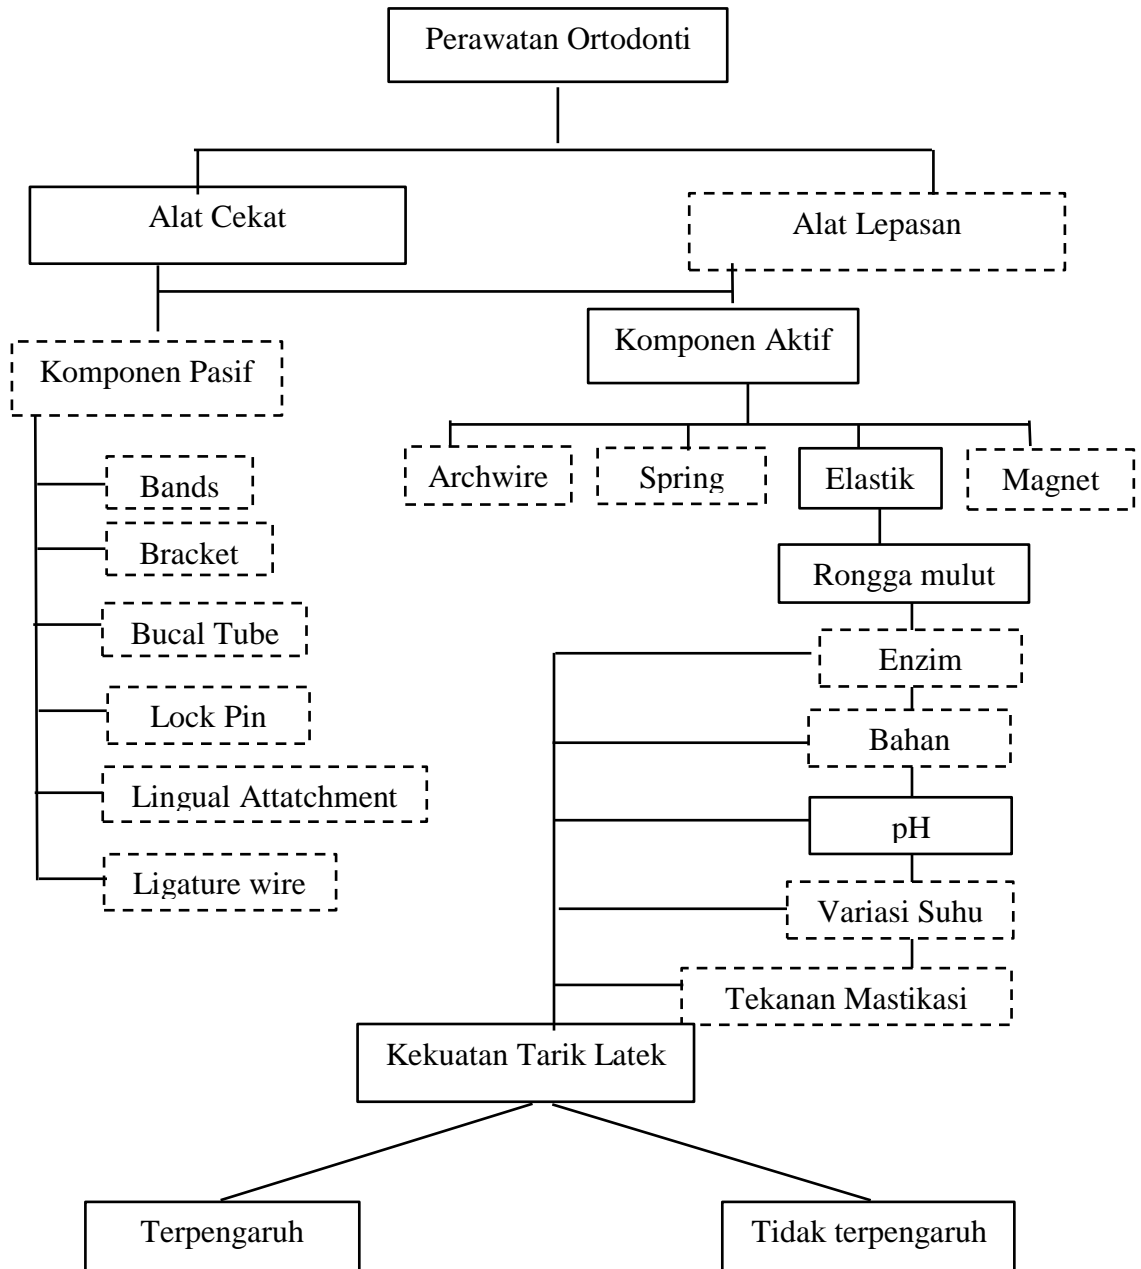 Perawatan Ortodonti
Alat Cekat
Alat Lepasan
Komponen Pasif
Komponen Aktif
Bands
Bracket
Bucal Tube
Lock Pin
Lingual Attatchment
Ligature wire
Archwire
Spring
Elastik
Magnet
Rongga mulut
Enzim
Bahan
pH
Variasi Suhu
Tekanan Mastikasi
Kekuatan Tarik Latek
Terpengaruh
Tidak terpengaruh